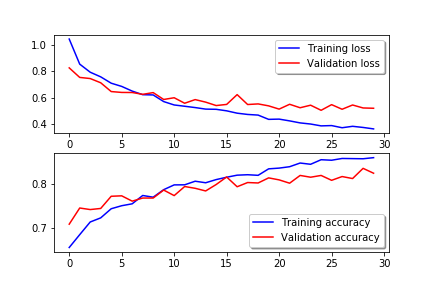 1.0
0.8
0.6
0.4
Training loss
Validation loss
0 5 10 15 20 25 30
0.8
0.7
Training accuracy
Validation accuracy
0 5 10 15 20 25 30